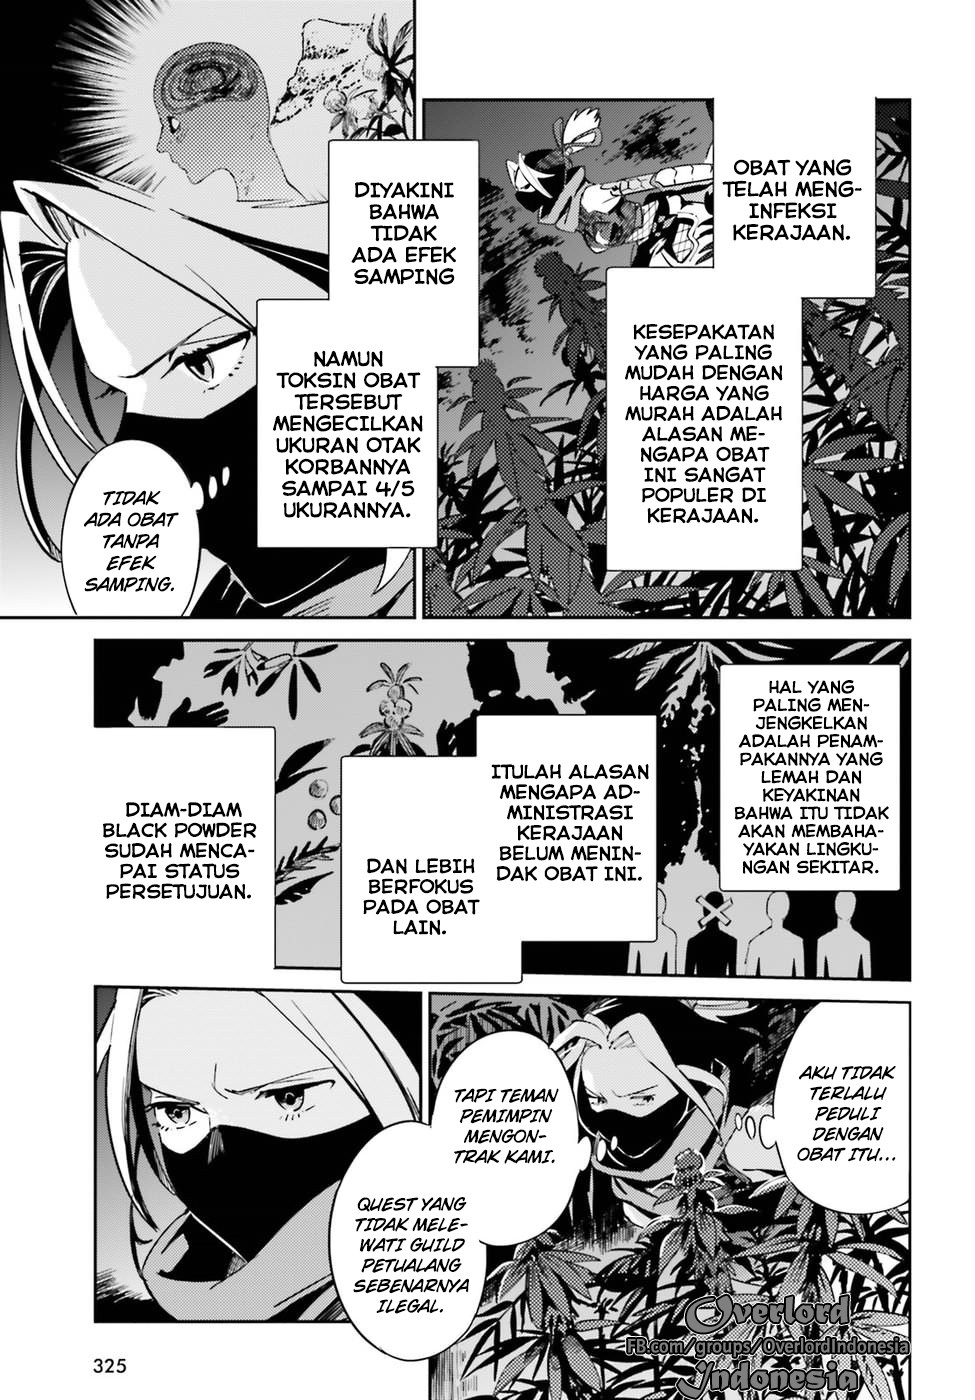 OBAT YANG
TELAH MENG-
INFEKSI
KERAJAAN.
KESEPAKATAN
YANG PALING
MUDAH DENGAN
HARGA YANG
MURAH ADALAH
ALASAN ME-
NGAPA OBAT
INI SANGAT
POPULER DI
KERAJAAN.
DIYAKINI
BAHWA
TIDAK
ADA EFEK
SAMPING
NAMUN
TOKSIN OBAT
TERSEBUT
MENGECILKAN
UKURAN OTAK
KORBANNYA
SAMPAI 4/5
UKURANNYA.
TIDAK
ADA OBAT
TANPA
EFEK
SAMPING.
HAL YANG
PALING MEN-
JENGKELKAN
ADALAH PENAM-
PAKANNYA YANG
LEMAH DAN
KEYAKINAN
BAHWA ITU TIDAK
AKAN MEMBAHA-
YAKAN LINGKU-
NGAN SEKITAR.
ITULAH ALASAN
MENGAPA AD-
MINISTRASI
KERAJAAN
BELUM MENIN-
DAK OBAT INI.
DAN LEBIH
BERFOKUS
PADA OBAT
LAIN.
DIAM-DIAM
BLACK POWDER
SUDAH MENCA-
PAI STATUS
PERSETUJUAN.
AKU TIDAK
TERLALU
PEDULI
DENGAN
OBAT ITU...
TAPI TEMAN
PEMIMPIN
MENGON-
TRAK KAMI.
QUEST YANG
TIDAK MELE-
WATI GUILD
PETUALANG
SEBENARNYA
ILEGAL.
325
Overlord
FB.com/groups/OverlordIndonesia
Indonesia